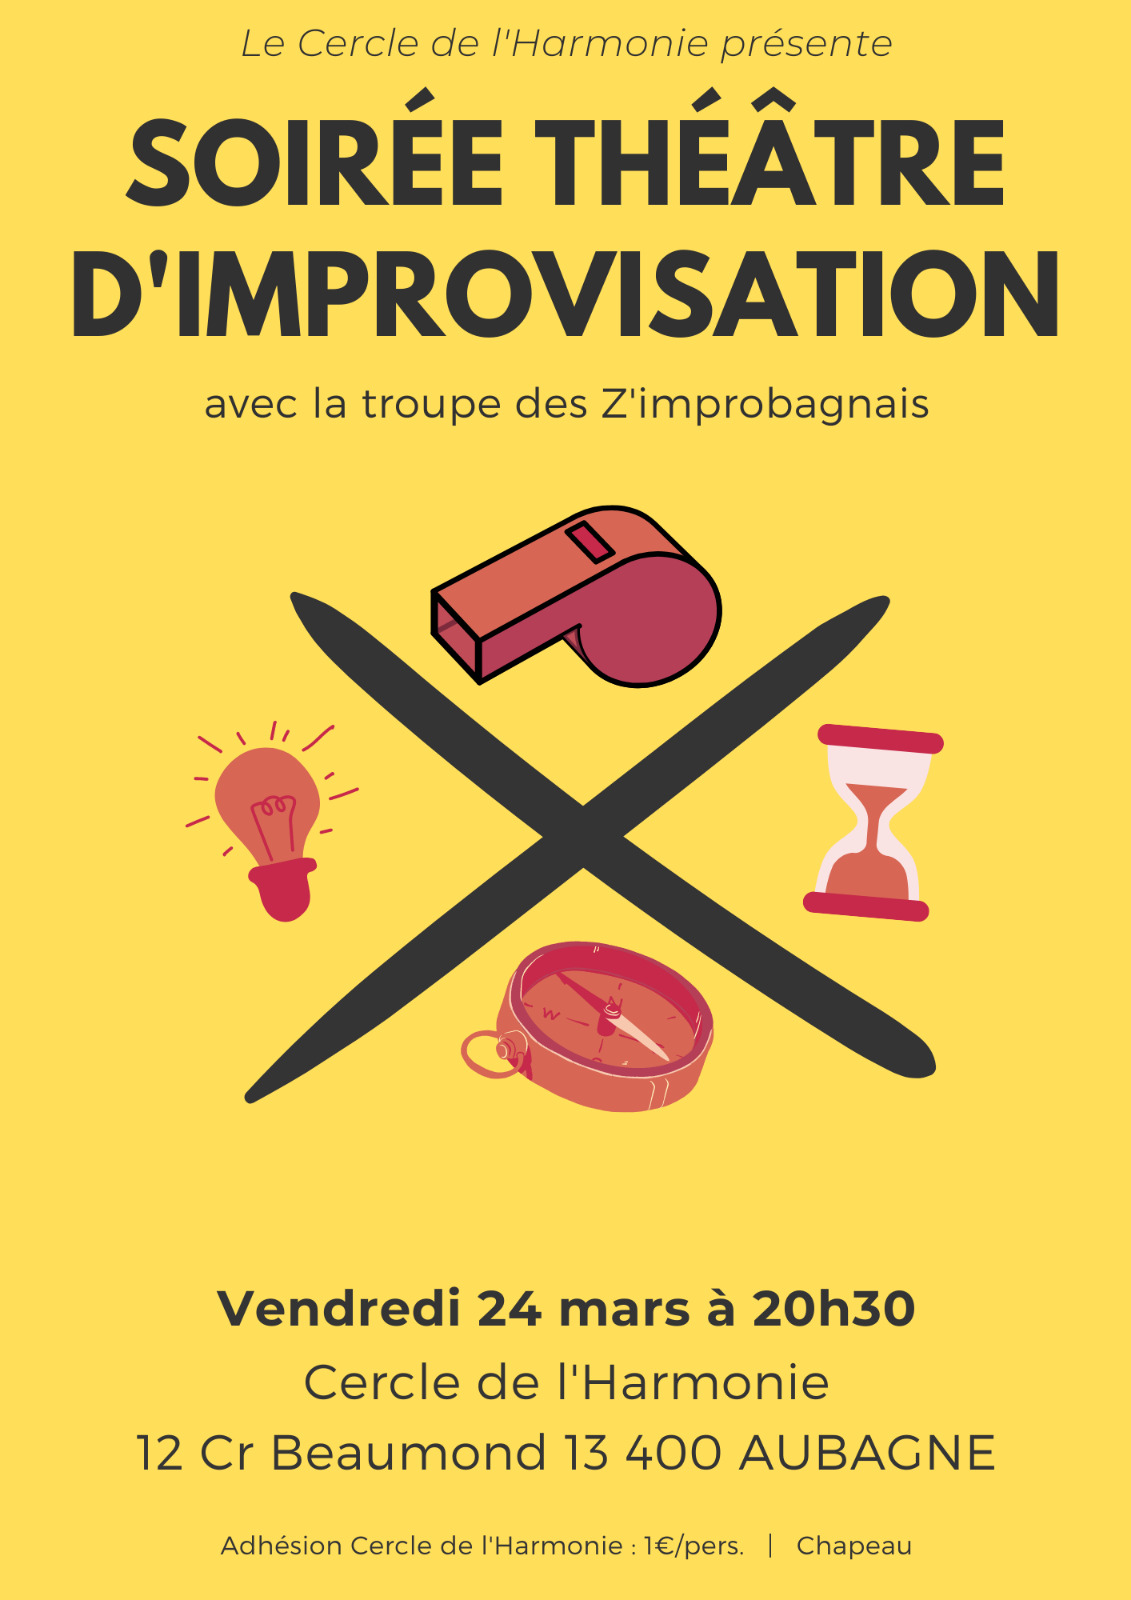 Le Cercle de l'Harmonie présente
SOIRÉE THÉÂTRE
D'IMPROVISATION
avec la troupe des Z'improbagnais
N
W
Vendredi 24 mars à 20h30
Cercle de l'Harmonie
12 Cr Beaumond 13 400 AUBAGNE
Adhésion Cercle de l'Harmonie : 1€/pers. | Chapeau